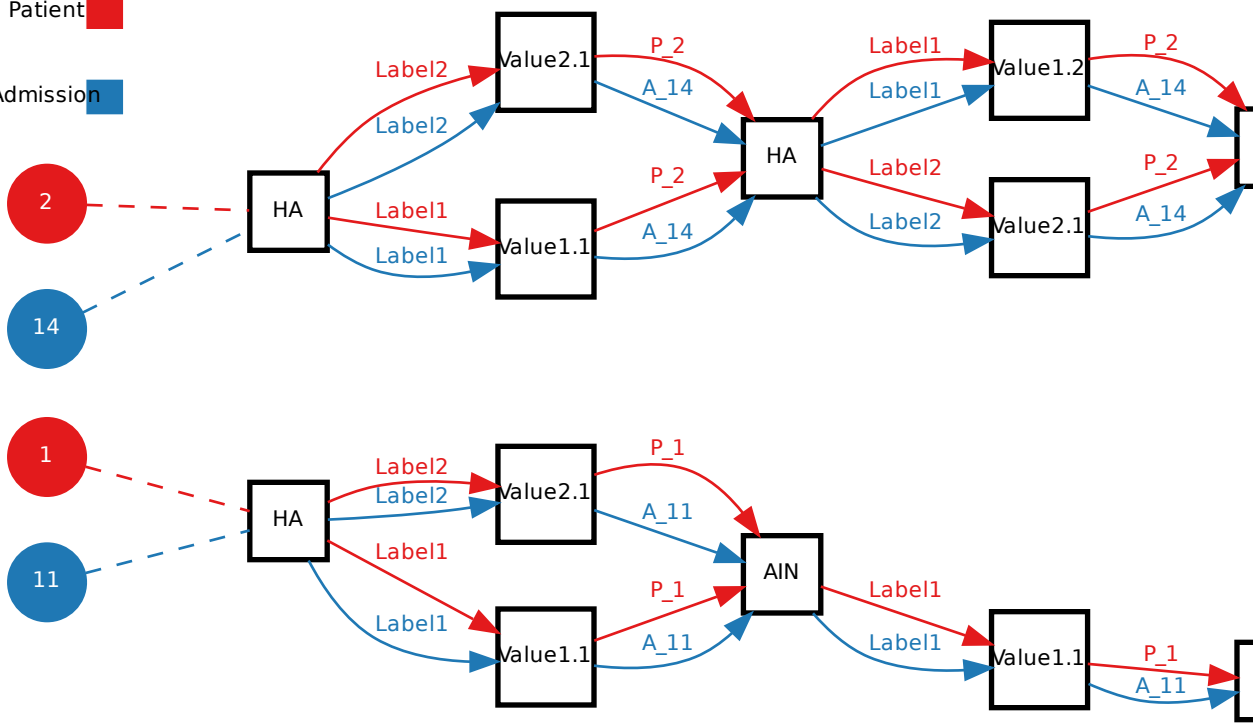 Patient
Admission
2
14
HA
Label2
Label2
Label1
Label1
Value2.1
Value1.1
P_2
A_14
P_2
A_14
HA
Label1
Label1
Label2
Label2
Value1.2
Value2.1
P_2
A_14
P_2
A_14
1
11
HA
Label2
Label2
Label1
Label1
Value2.1
Value1.1
P_1
A_11
P_1
A_11
AIN
Label1
Label1
Value1.1
P_1
A_11